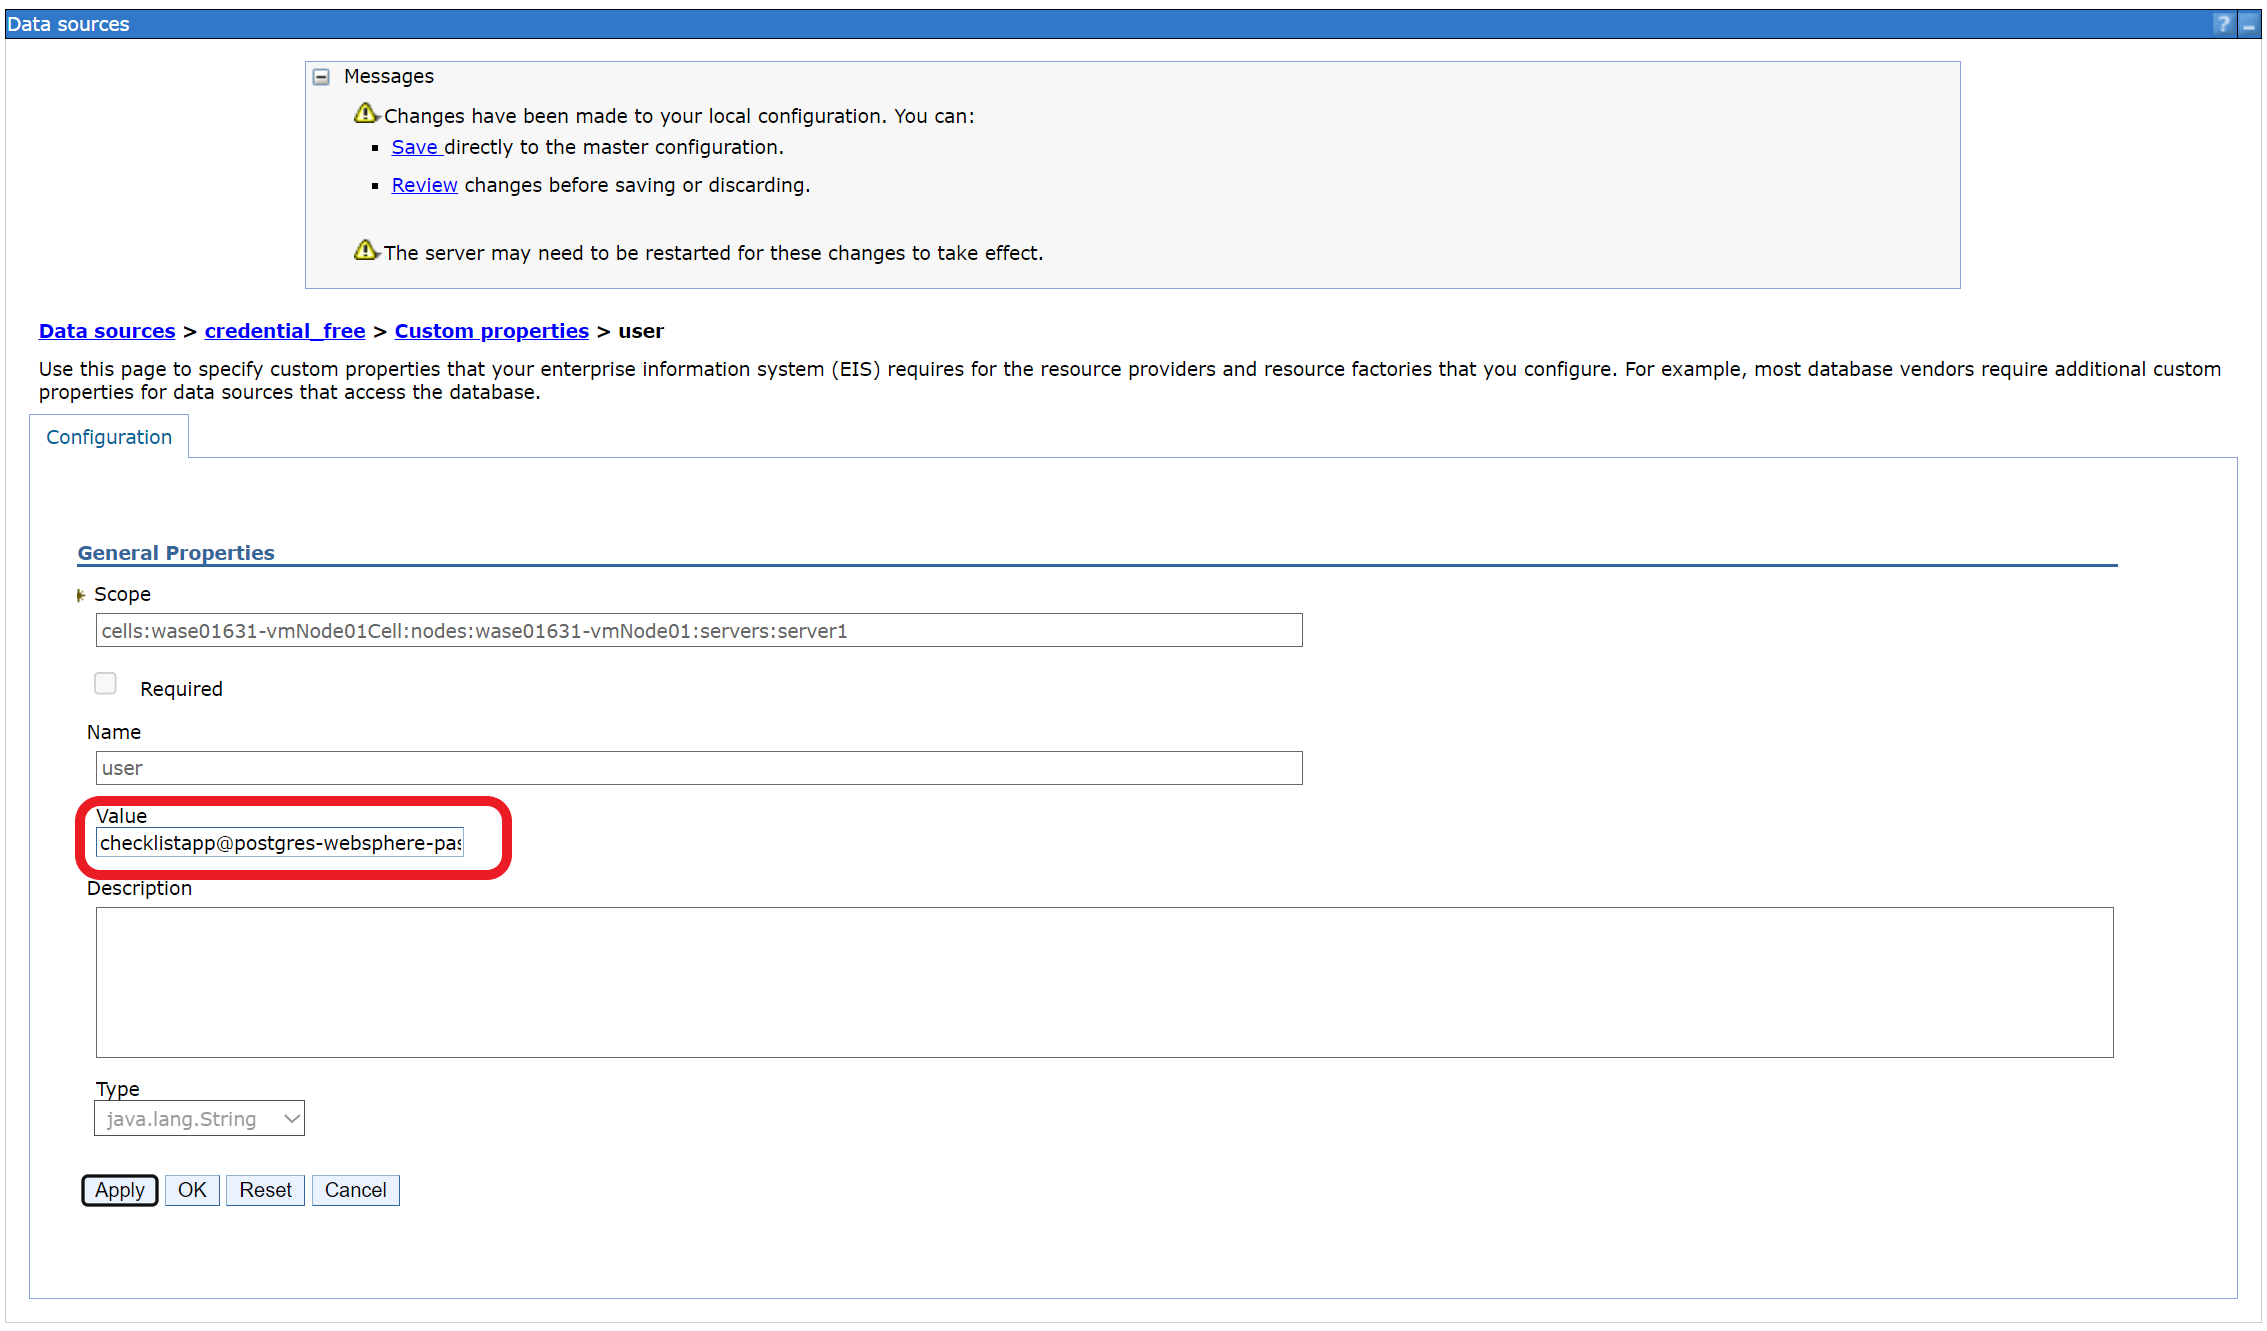 Data sources
?
Messages
Changes have been made to your local configuration. You can:
Save directly to the master configuration.
Review changes before saving or discarding.
The server may need to be restarted for these changes to take effect.
Data sources > credential_free > Custom properties > user
Use this page to specify custom properties that your enterprise information system (EIS) requires for the resource providers and resource factories that you configure. For example, most database vendors require additional custom
properties for data sources that access the database.
Configuration
General Properties
Scope
cells:wase01631-vmNode01Cell:nodes:wase01631-vmNode01:servers:server1
Required
Name
user
Value
checklistapp@postgres-websphere-pas
Description
Type
java.lang.String
Apply OK Reset Cancel